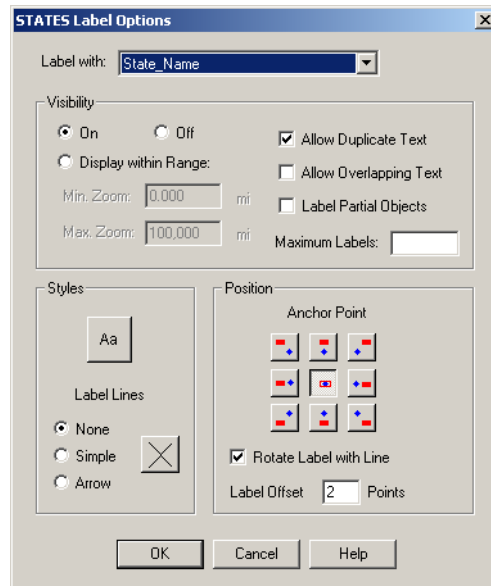 STATES Label Options
Label with: State_Name
Visibility
On Off
Display within Range:
Min. Zoom: 0.000 mi
Max. Zoom: 100,000 mi
Allow Duplicate Text
Allow Overlapping Text
Label Partial Objects
Maximum Labels:
Styles
Aa
Label Lines
None
Simple
Arrow
Position
Anchor Point
Rotate Label with Line
Label Offset 2 Points
OK Cancel Help